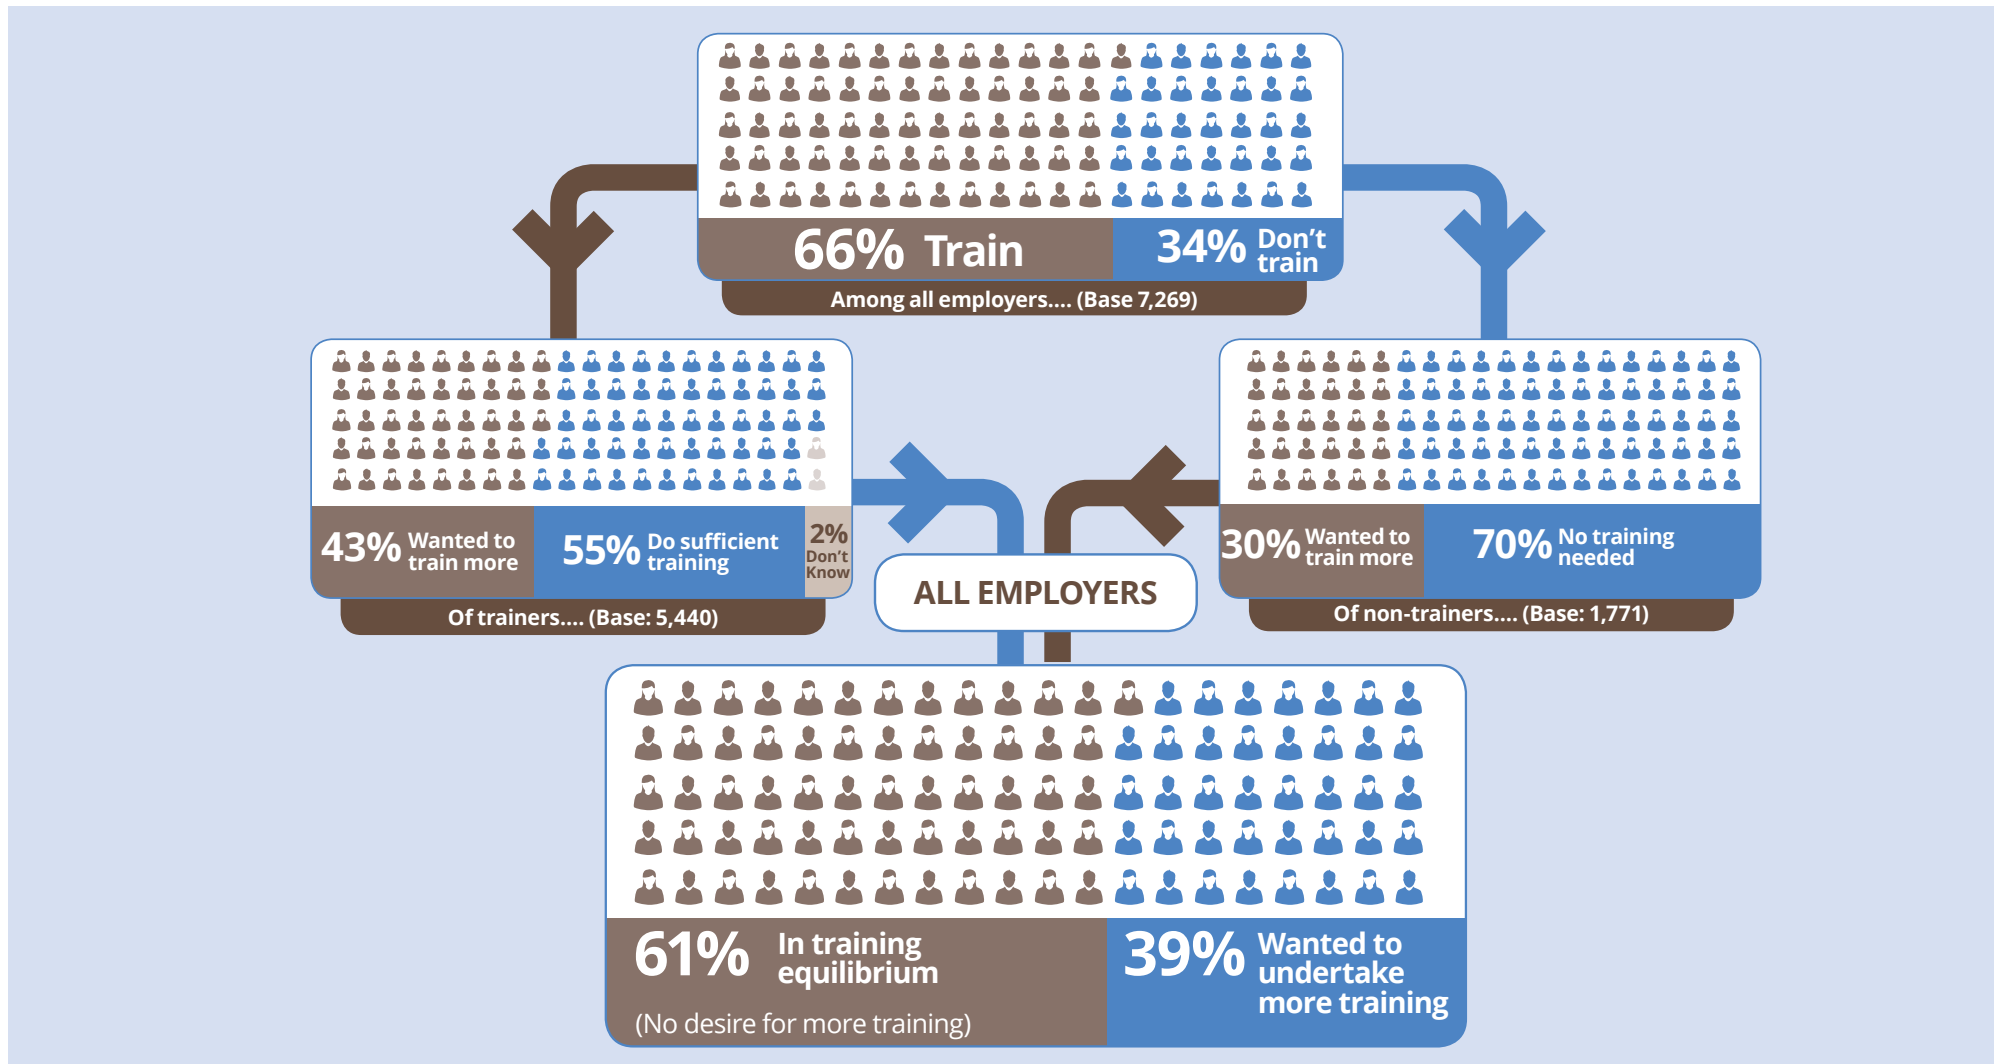 66% Train
34% Don't
train
Among all employers.... (Base 7,269)
43% Wanted to
train more
55% Do sufficient
training
2%
Don't
Know
Of trainers.... (Base: 5,440)
30% Wanted to
train more
70% No training
needed
Of non-trainers.... (Base: 1,771)
ALL EMPLOYERS
61% In training
equilibrium
(No desire for more training)
39% Wanted to
undertake
more training